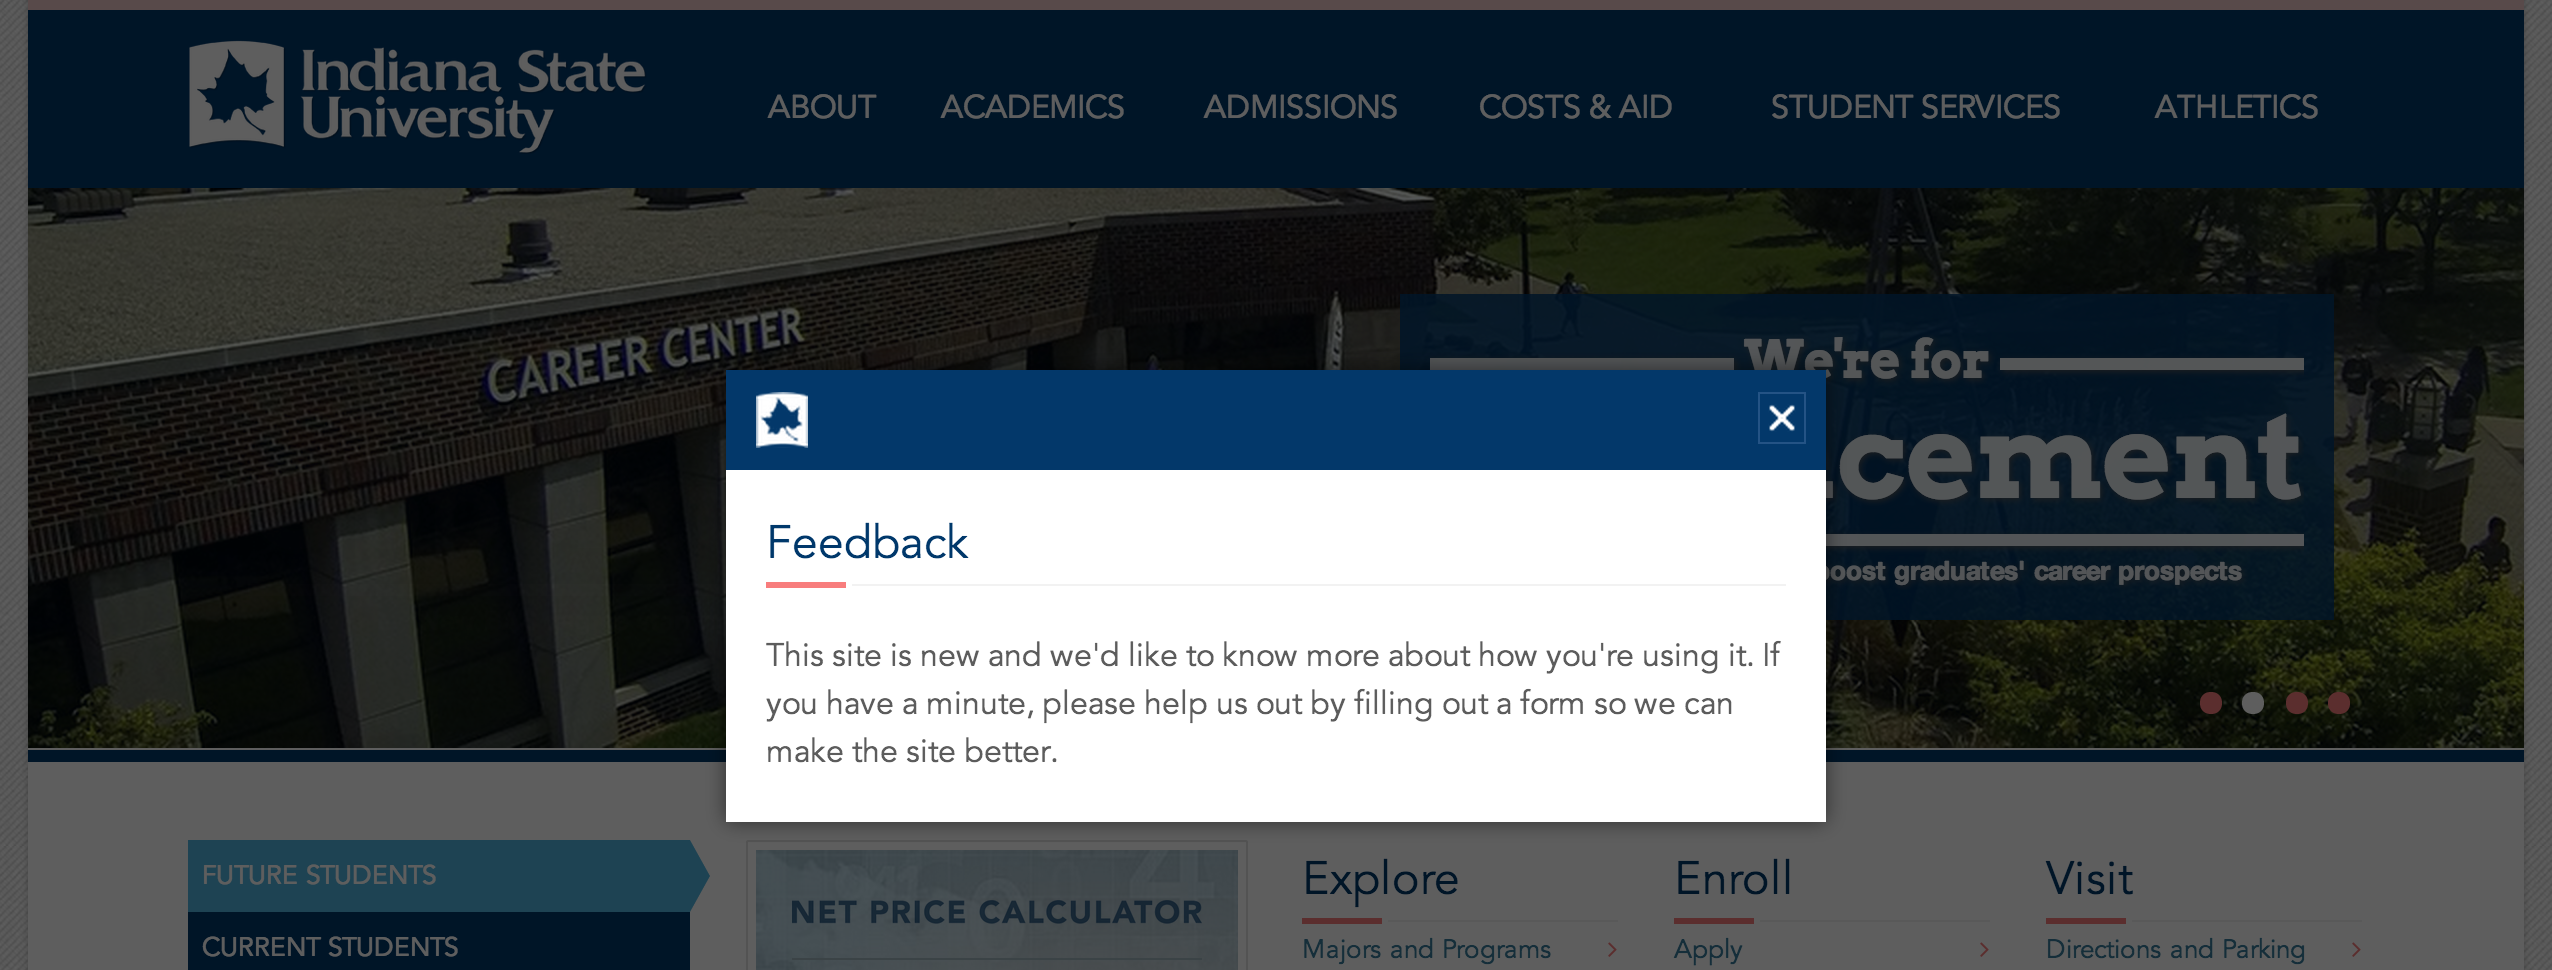 Indiana State
University
ABOUT
ACADEMICS
ADMISSIONS
COSTS & AID
STUDENT SERVICES
ATHLETICS
CAREER CENTER
We're for
cement
graduates' career prospects
Feedback
This site is new and we'd like to know more about how you're using it. If
you have a minute, please help us out by filling out a form so we can
make the site better.
FUTURE STUDENTS
CURRENT STUDENTS
NET PRICE CALCULATOR
Explore
Majors and Programs
Enroll
Apply
Visit
Directions and Parking